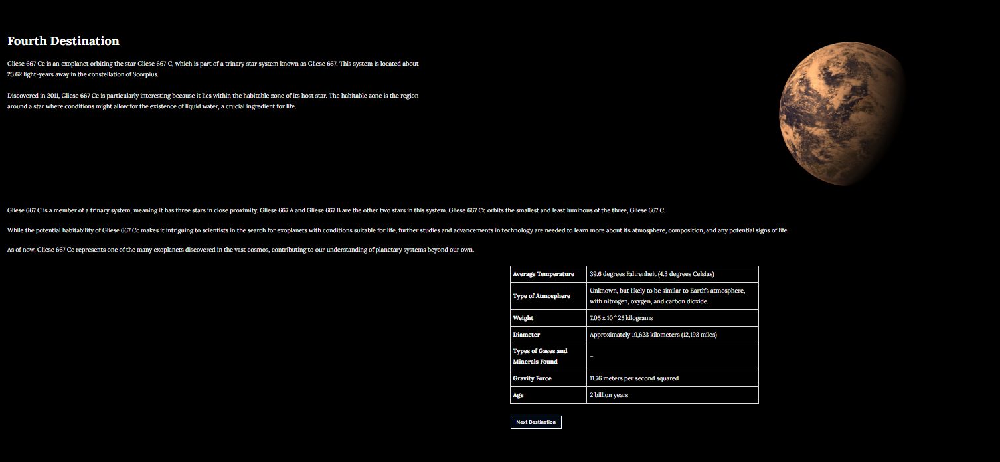 Fourth Destination
Gliese 667 Cc is an exoplanet orbiting the star Gliese 667 C, which is part of a trinary star system known as Gliese 667. This system is located about
23.62 light-years away in the constellation of Scorpius.
Discovered in 2011, Gliese 667 Cc is particularly interesting because it lies within the habitable zone of its host star. The habitable zone is the region
around a star where conditions might allow for the existence of liquid water, a crucial ingredient for life.
Gliese 667 C is a member of a trinary system, meaning it has three stars in close proximity. Gliese 667 A and Gliese 667 B are the other two stars in this system. Gliese 667 Cc orbits the smallest and least luminous of the three, Gliese 667 C.
While the potential habitability of Gliese 667 Cc makes it intriguing to scientists in the search for exoplanets with conditions suitable for life, further studies and advancements in technology are needed to learn more about its atmosphere, composition, and any potential signs of life.
As of now, Gliese 667 Cc represents one of the many exoplanets discovered in the vast cosmos, contributing to our understanding of planetary systems beyond our own.
Average Temperature 39.6 degrees Fahrenheit (4.3 degrees Celsius)
Type of Atmosphere Unknown, but likely to be similar to Earth's atmosphere,
with nitrogen, oxygen, and carbon dioxide.
Weight 7.05 x 10^25 kilograms
Diameter Approximately 19,623 kilometers (12,193 miles)
Types of Gases and
Minerals Found -
Gravity Force 11.76 meters per second squared
Age 2 billion years
Next Destination